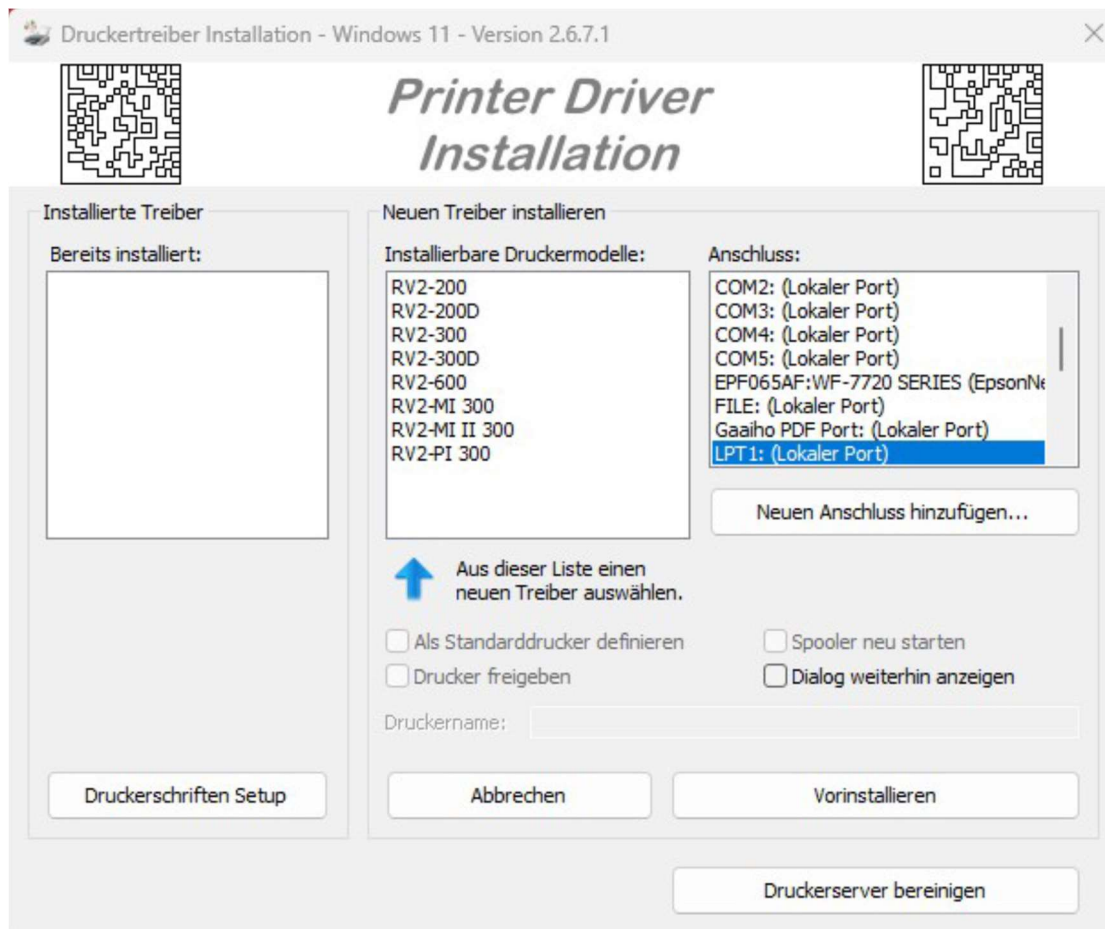 Druckertreiber Installation - Windows 11 - Version 2.6.7.1
Printer Driver
Installation
Installierte Treiber
Bereits installiert:
Druckerschriften Setup
Neuen Treiber installieren
Installierbare Druckermodelle:
RV2-200
RV2-200D
RV2-300
RV2-300D
RV2-600
RV2-MI 300
RV2-MI II 300
RV2-PI 300
Anschluss:
COM2: (Lokaler Port)
COM3: (Lokaler Port)
COM4: (Lokaler Port)
COM5: (Lokaler Port)
EPF065AF:WF-7720 SERIES (EpsonNe
FILE: (Lokaler Port)
Gaaiho PDF Port: (Lokaler Port)
LPT1: (Lokaler Port)
Neuen Anschluss hinzufügen...
Aus dieser Liste einen
neuen Treiber auswählen.
Als Standarddrucker definieren
Spooler neu starten
Drucker freigeben
Dialog weiterhin anzeigen
Druckername:
Abbrechen
Vorinstallieren
Druckerserver bereinigen